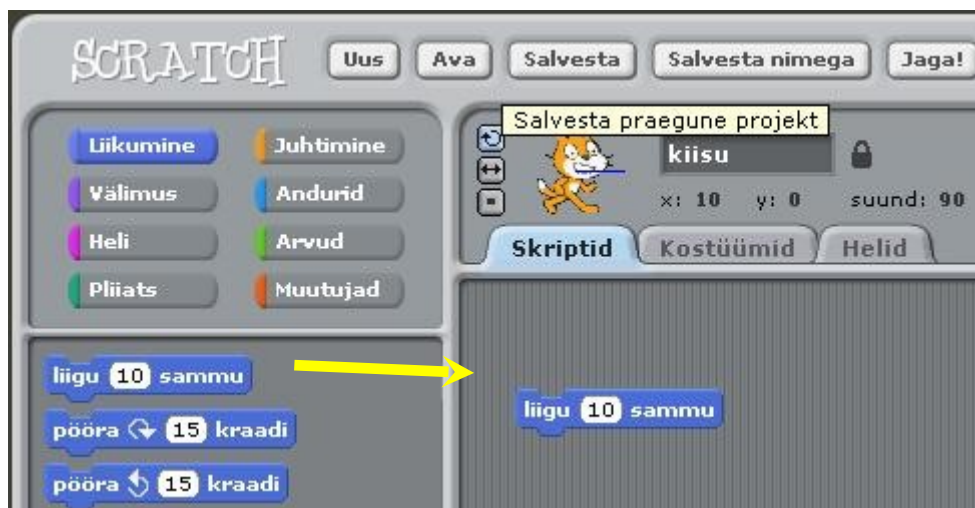 SCRATCH
Uus
Ava
Salvesta
Salvesta nimega
Jaga!
Salvesta praegune projekt
Liikumine
Juhtimine
Välimus
Andurid
Heli
Arvud
Pliiats
Muutujad
kiisu
x: 10 y: 0 suund: 90
Skriptid
Kostüümid
Helid
liigu 10 sammu
pööra 15 kraadi
pööra 15 kraadi
liigu 10 sammu